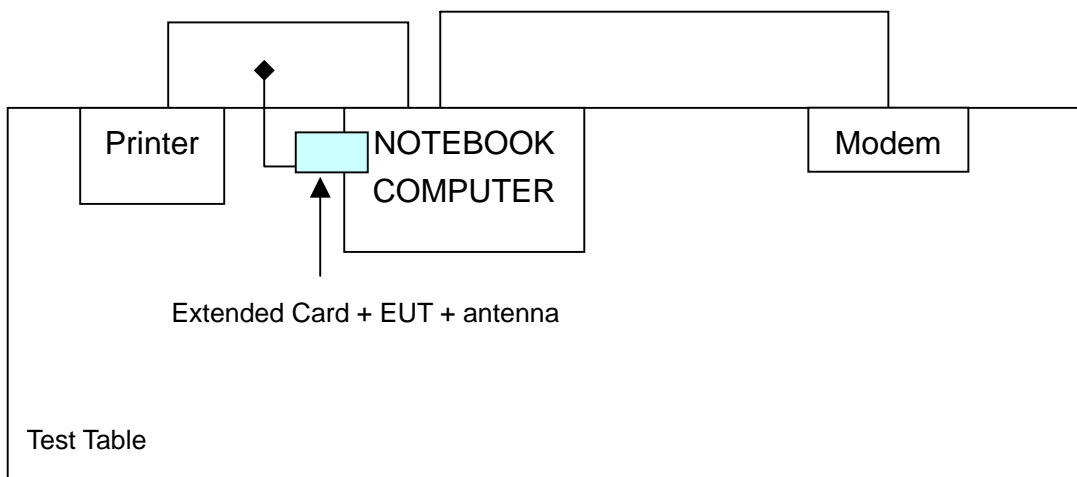 Printer
NOTEBOOK
COMPUTER
Modem
Extended Card + EUT + antenna
Test Table